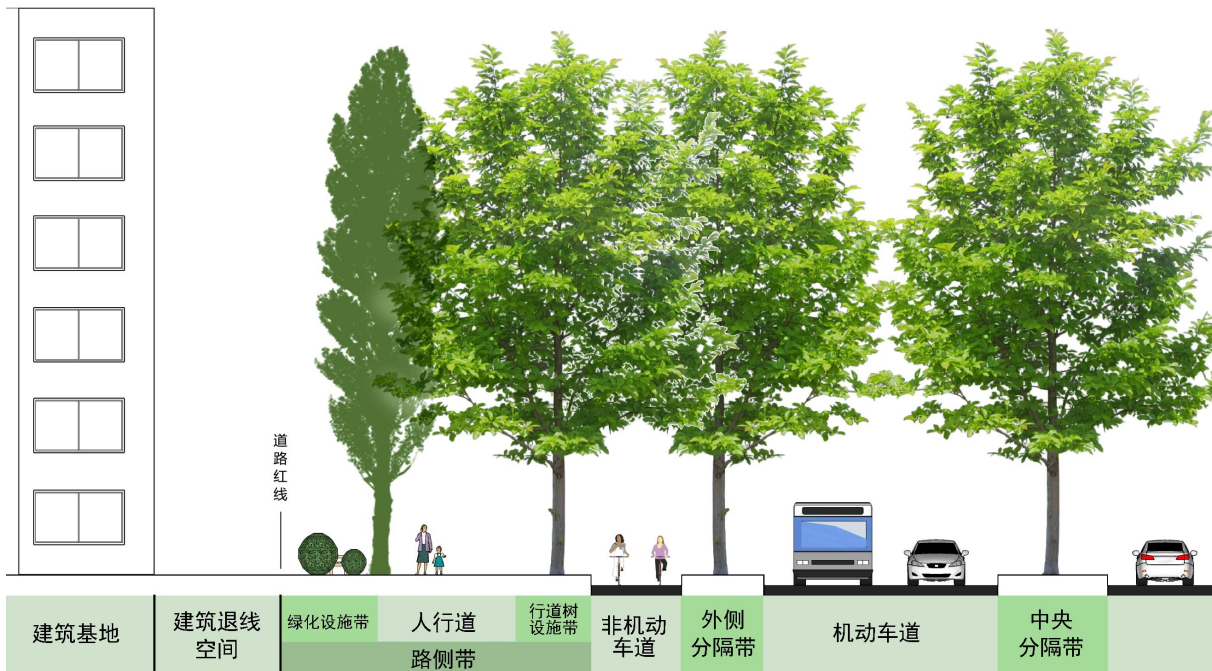 道路红线
建筑基地
建筑退线
空间
绿化设施带
人行道
行道树
设施带
路侧带
非机动
车道
外侧
分隔带
机动车道
中央
分隔带